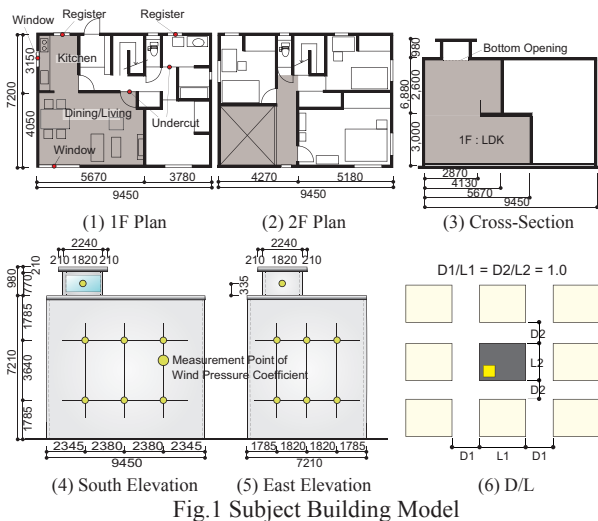 Window
Register
Register
Kitchen
Dining/Living
Undercut
Window
3150
4050
7200
5670
3780
9450
(1) 1F Plan
4270
5180
9450
(2) 2F Plan
Bottom Opening
1F : LDK
980
2,600
6,880
3,000
2870
4130
5670
9450
(3) Cross-Section
2240
210 1820 210
210
980
770
1785
7210
3640
1785
Measurement Point of
Wind Pressure Coefficient
2345 2380 2380 2345
9450
(4) South Elevation
2240
210 1820 210
335
1785 1820 1820 1785
7210
(5) East Elevation
D1/L1 = D2/L2 = 1.0
D2
L2
D2
D1
L1
D1
(6) D/L
Fig.1 Subject Building Model